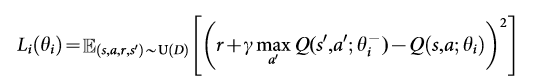 L_i(θ_i) = 𝔼_{(s,a,r,s′)∼U(D)} [ ( r + γ max_{a′} Q(s′,a′; θ_i^−) − Q(s,a; θ_i) )^2 ]